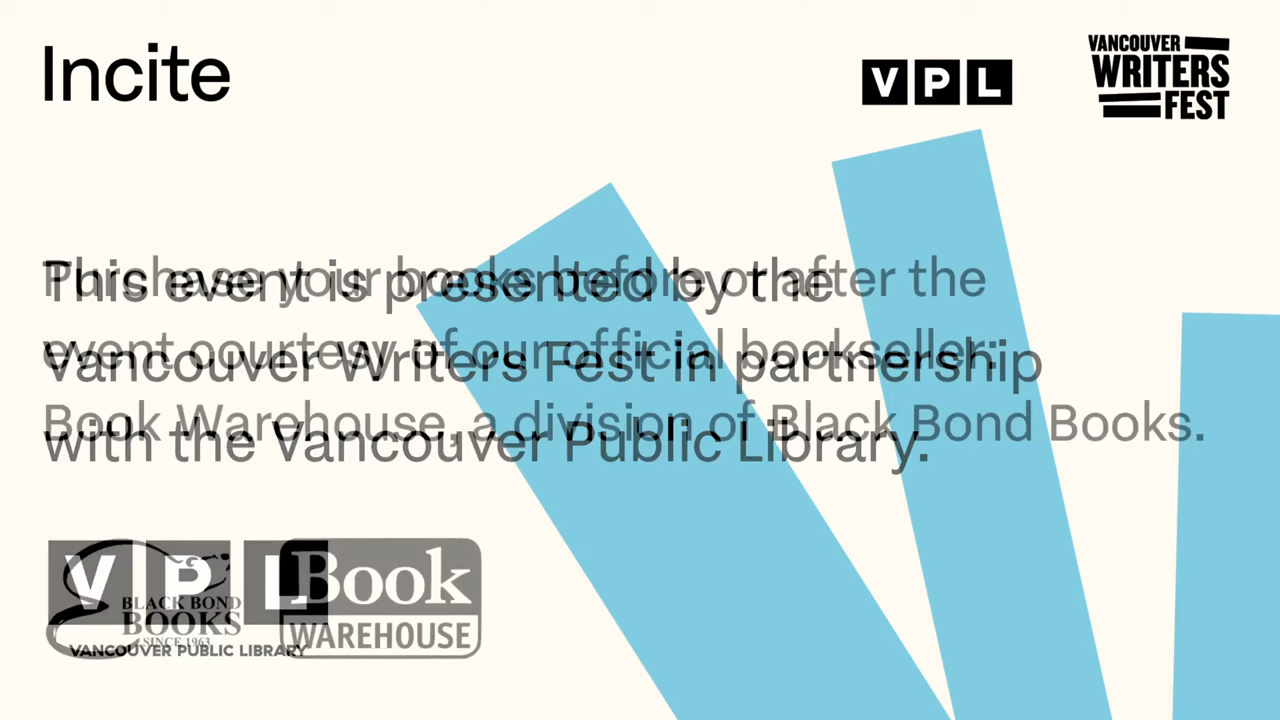 Incite
VPL
VANCOUVER
WRITERS
FEST
This event is presented by the
Vancouver Writers Fest in partnership
with the Vancouver Public Library.
Purchase your books before or after the
event courtesy of our official bookseller:
Book Warehouse, a division of Black Bond Books.
VPL
VANCOUVER PUBLIC LIBRARY
BLACK BOND
BOOKS
SINCE 1963
Book
WAREHOUSE